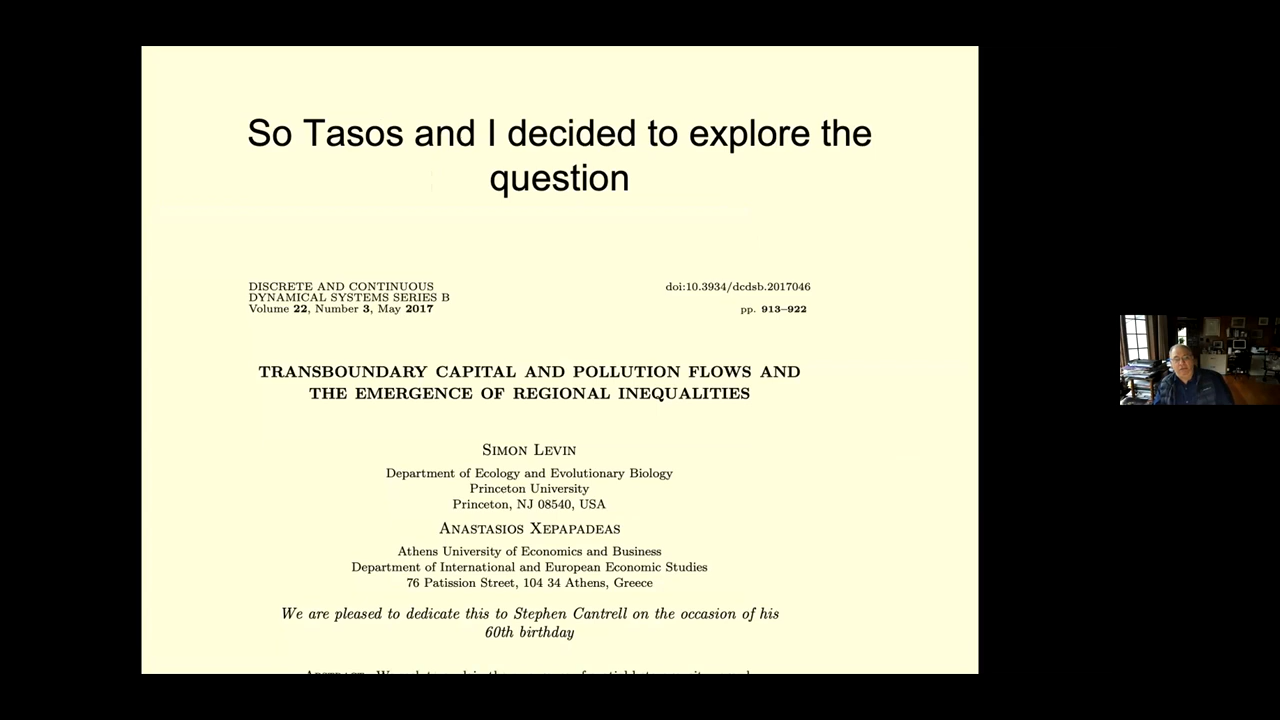 So Tasos and I decided to explore the
question
DISCRETE AND CONTINUOUS
DYNAMICAL SYSTEMS SERIES B
Volume 22, Number 3, May 2017
doi:10.3934/dcdsb.2017046
pp. 913–922
TRANSBOUNDARY CAPITAL AND POLLUTION FLOWS AND
THE EMERGENCE OF REGIONAL INEQUALITIES
Simon Levin
Department of Ecology and Evolutionary Biology
Princeton University
Princeton, NJ 08540, USA
Anastasios Xepapadeas
Athens University of Economics and Business
Department of International and European Economic Studies
76 Patission Street, 104 34 Athens, Greece
We are pleased to dedicate this to Stephen Cantrell on the occasion of his
60th birthday